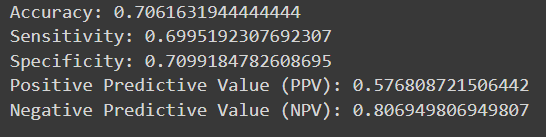 Accuracy: 0.7061631944444444
Sensitivity: 0.6995192307692307
Specificity: 0.7099184782608695
Positive Predictive Value (PPV): 0.576808721506442
Negative Predictive Value (NPV): 0.806949806949807